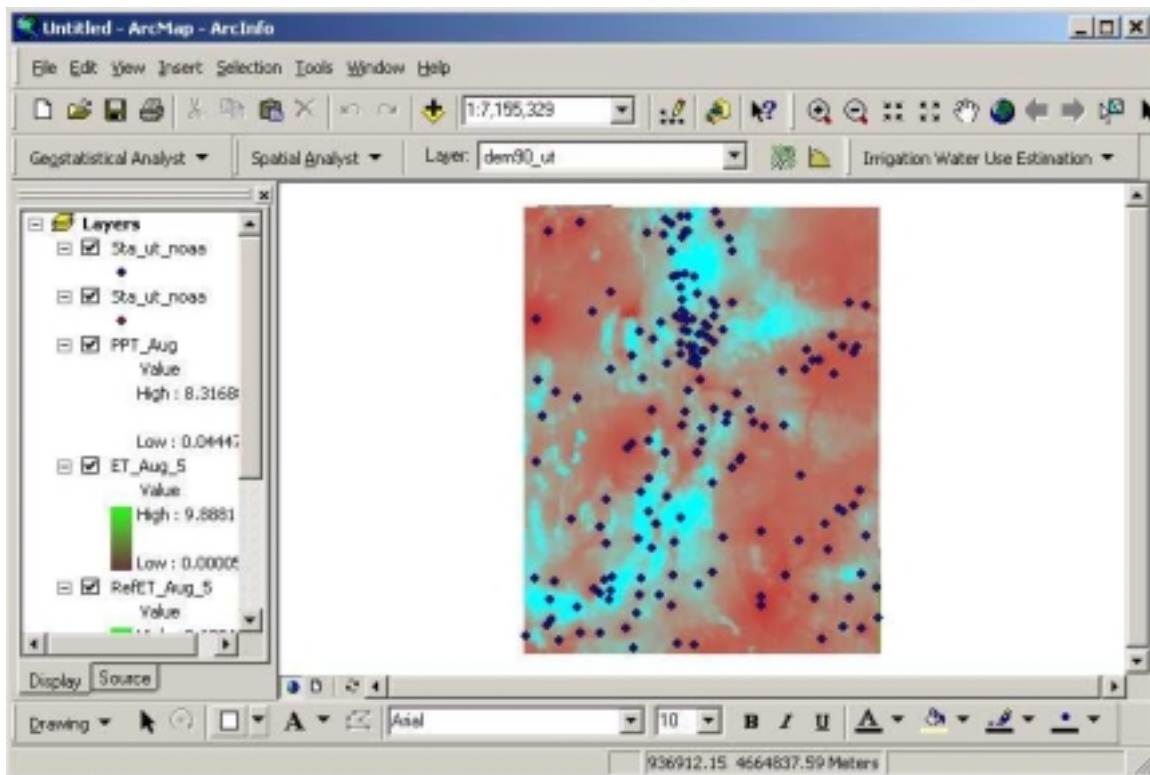 Untitled - ArcMap - ArcInfo
File Edit View Insert Selection Tools Window Help
1:7,155,329
Geostatistical Analyst
Spatial Analyst
Layer: dem90_ut
Irrigation Water Use Estimation
Layers
Sta_ut_noaa
Sta_ut_noaa
PPT_Aug
Value
High : 8.3168
Low : 0.0444
ET_Aug_5
Value
High : 9.8881
Low : 0.0000
RefET_Aug_5
Value
Display Source
Drawing A Arial 10 B I U A
936912.15 4664837.59 Meters